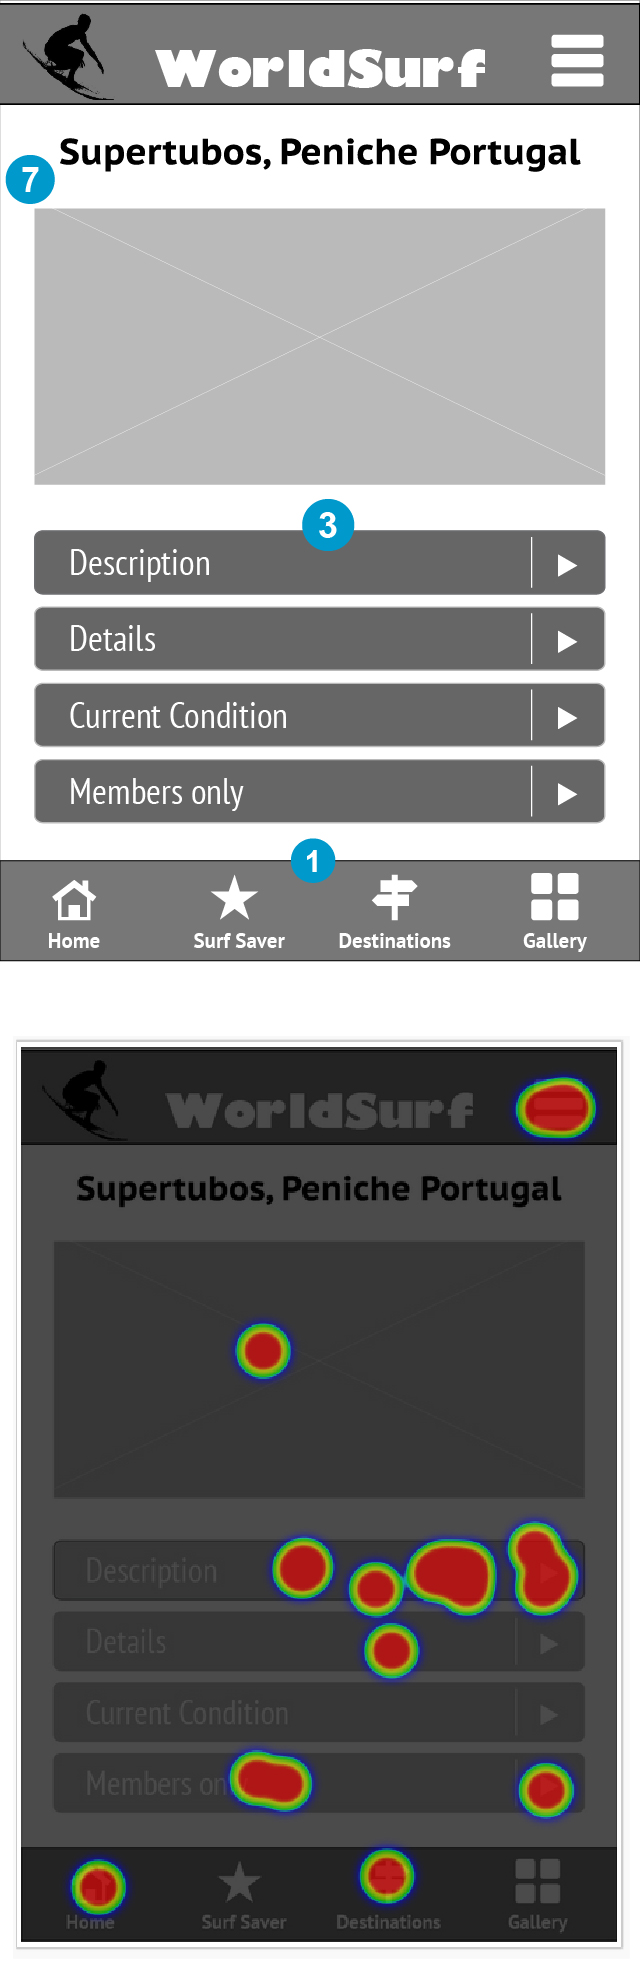 WorldSurf
Supertubos, Peniche Portugal
7
3
Description
Details
Current Condition
Members only
1
Home Surf Saver Destinations Gallery
WorldSurf
Supertubos, Peniche Portugal
Description
Details
Current Condition
Members on
Home Surf Saver Destinations Gallery